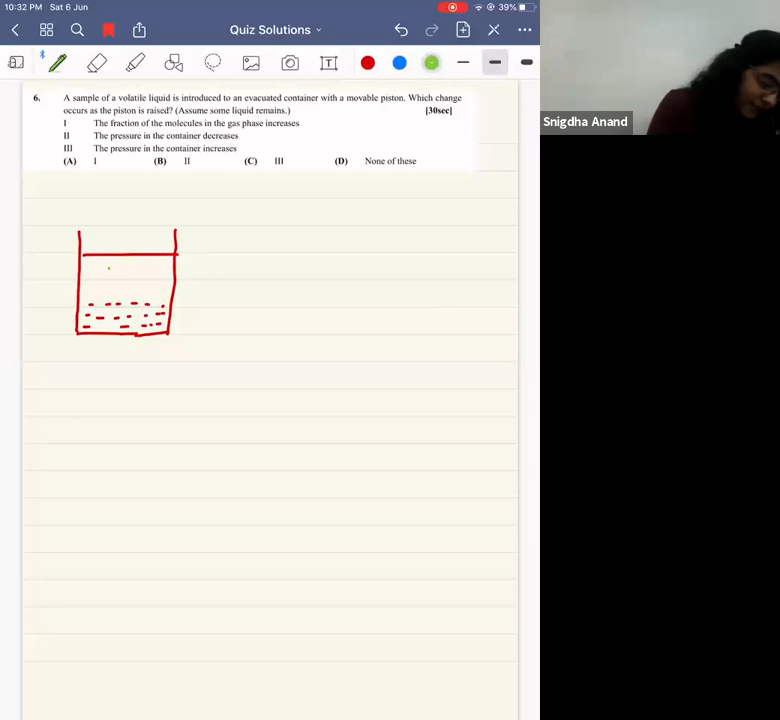 10:32 PM Sat 6 Jun 39%
Quiz Solutions
T
Snigdha Anand
6. A sample of a volatile liquid is introduced to an evacuated container with a movable piston. Which change
occurs as the piston is raised? (Assume some liquid remains.) [30sec]
I The fraction of the molecules in the gas phase increases
II The pressure in the container decreases
III The pressure in the container increases
(A) I (B) II (C) III (D) None of these